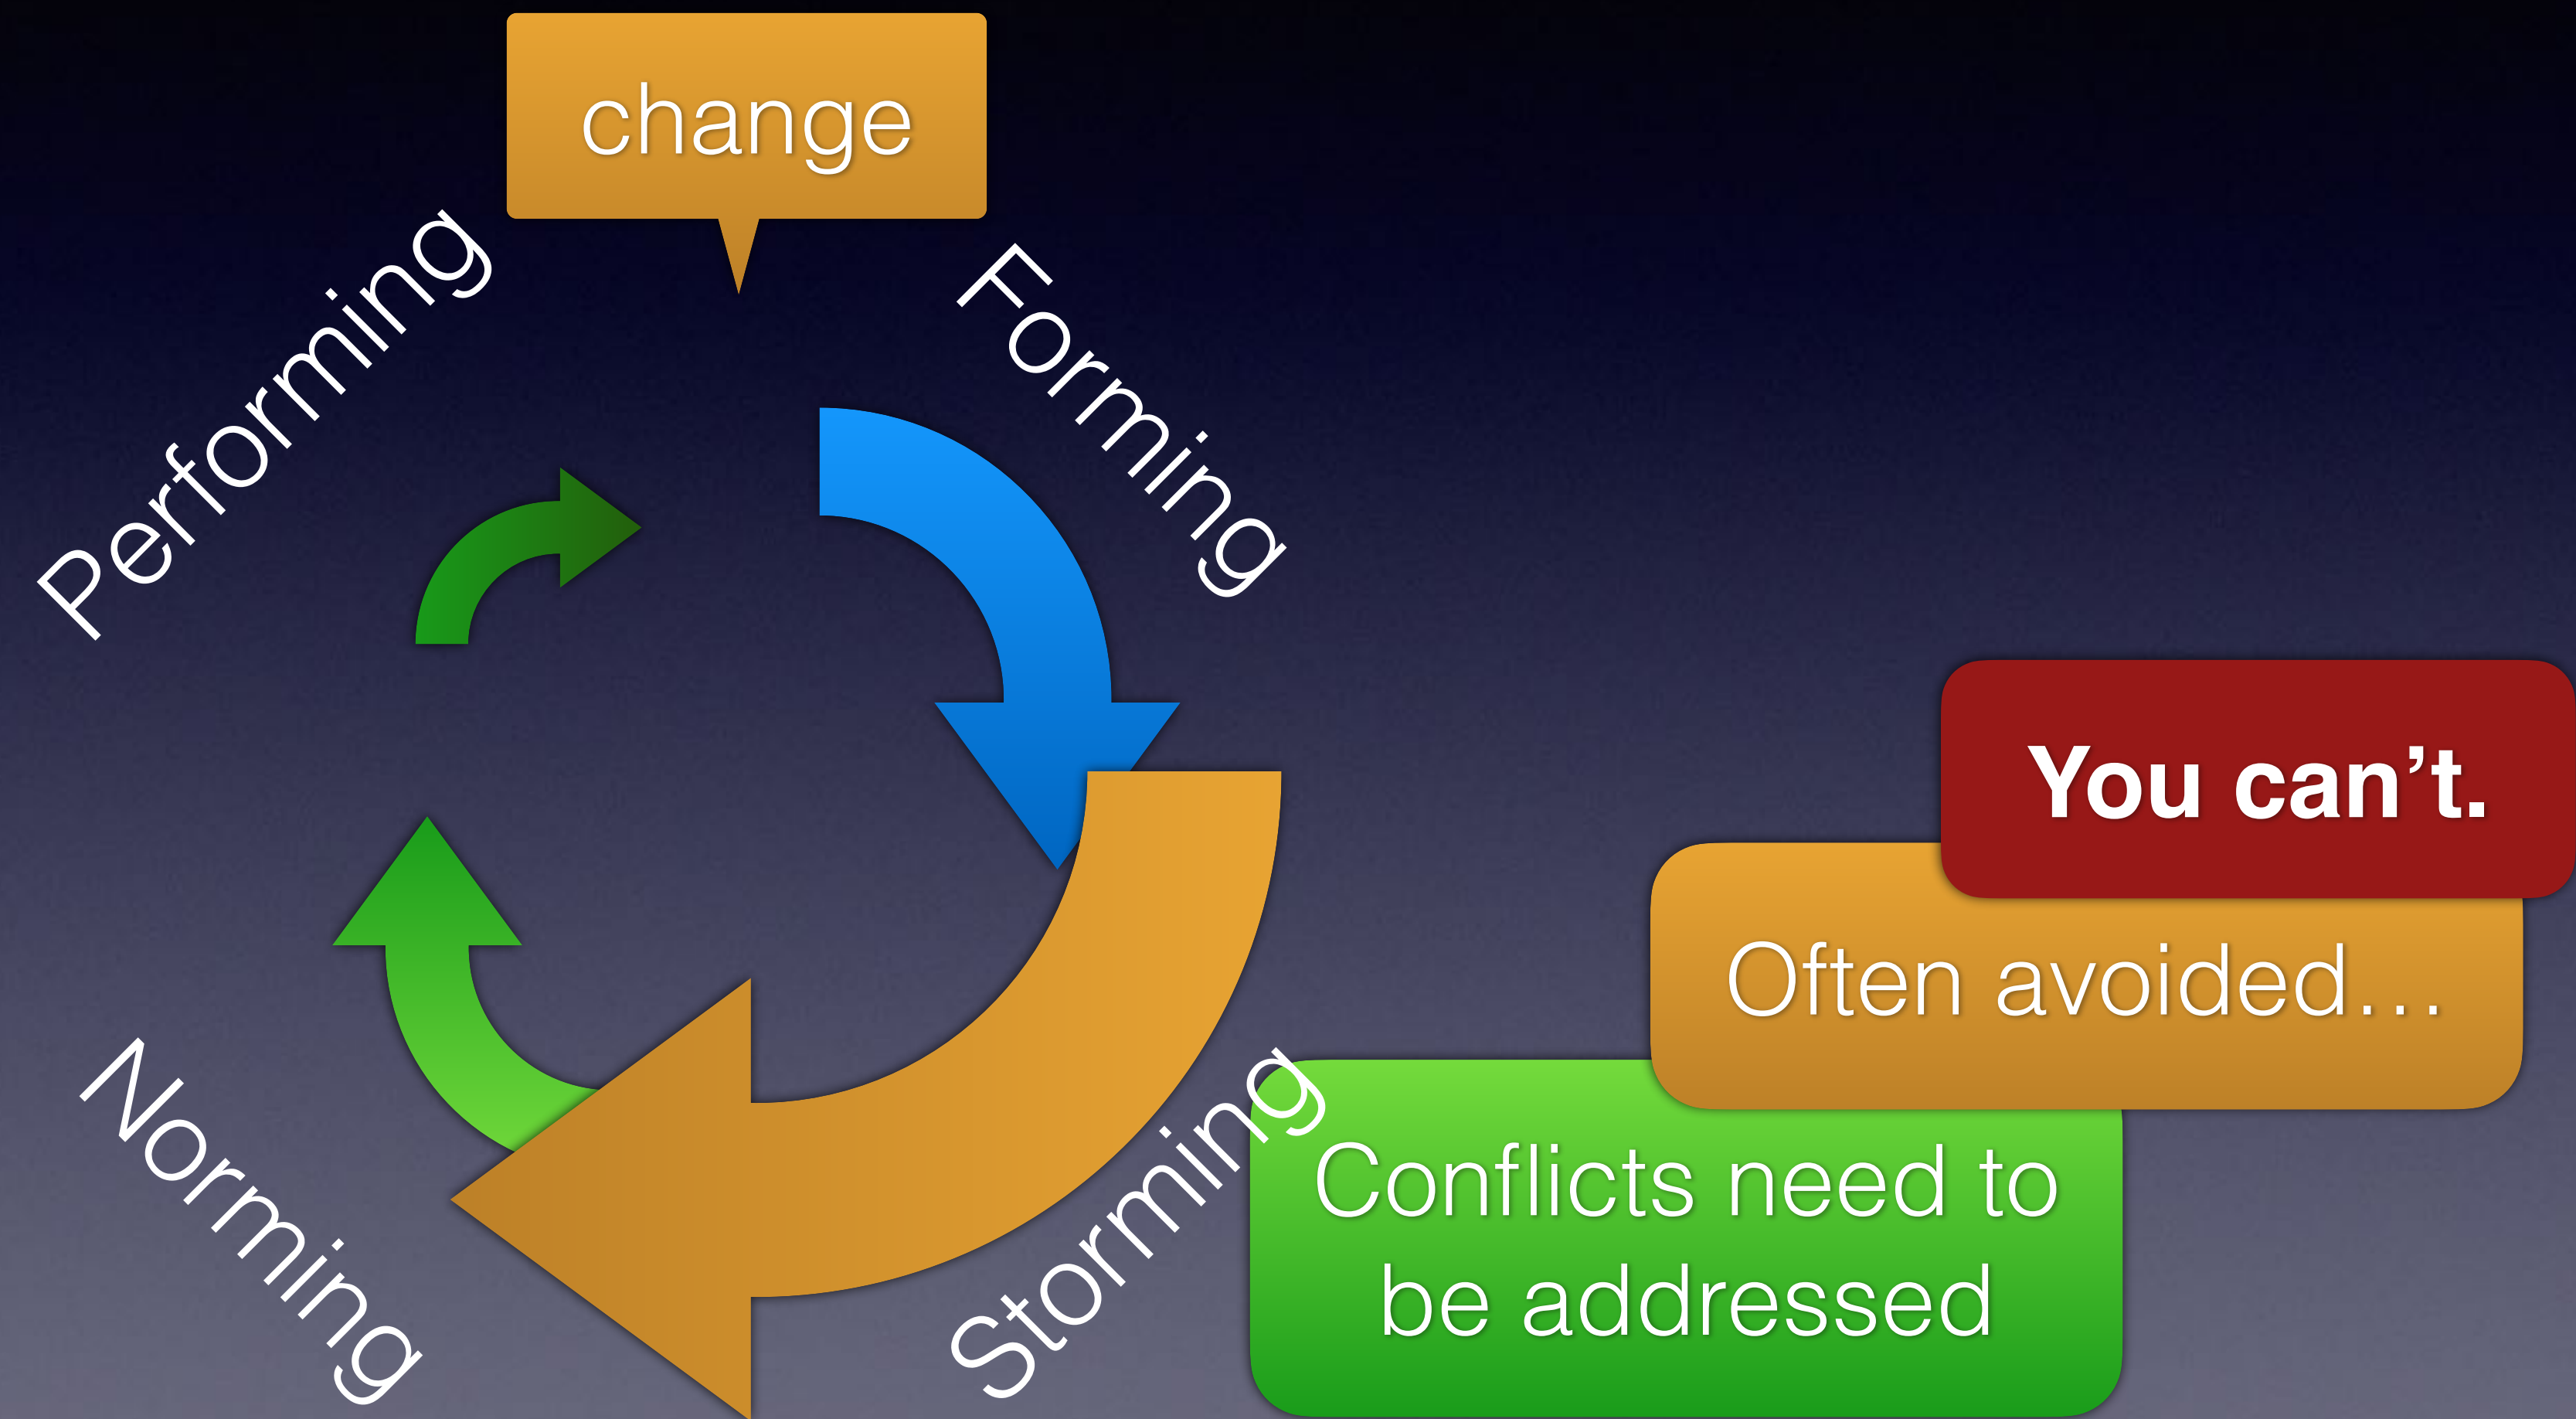 change
Performing
Forming
You can’t.
Often avoided…
Storming
Conflicts need to
be addressed
Norming